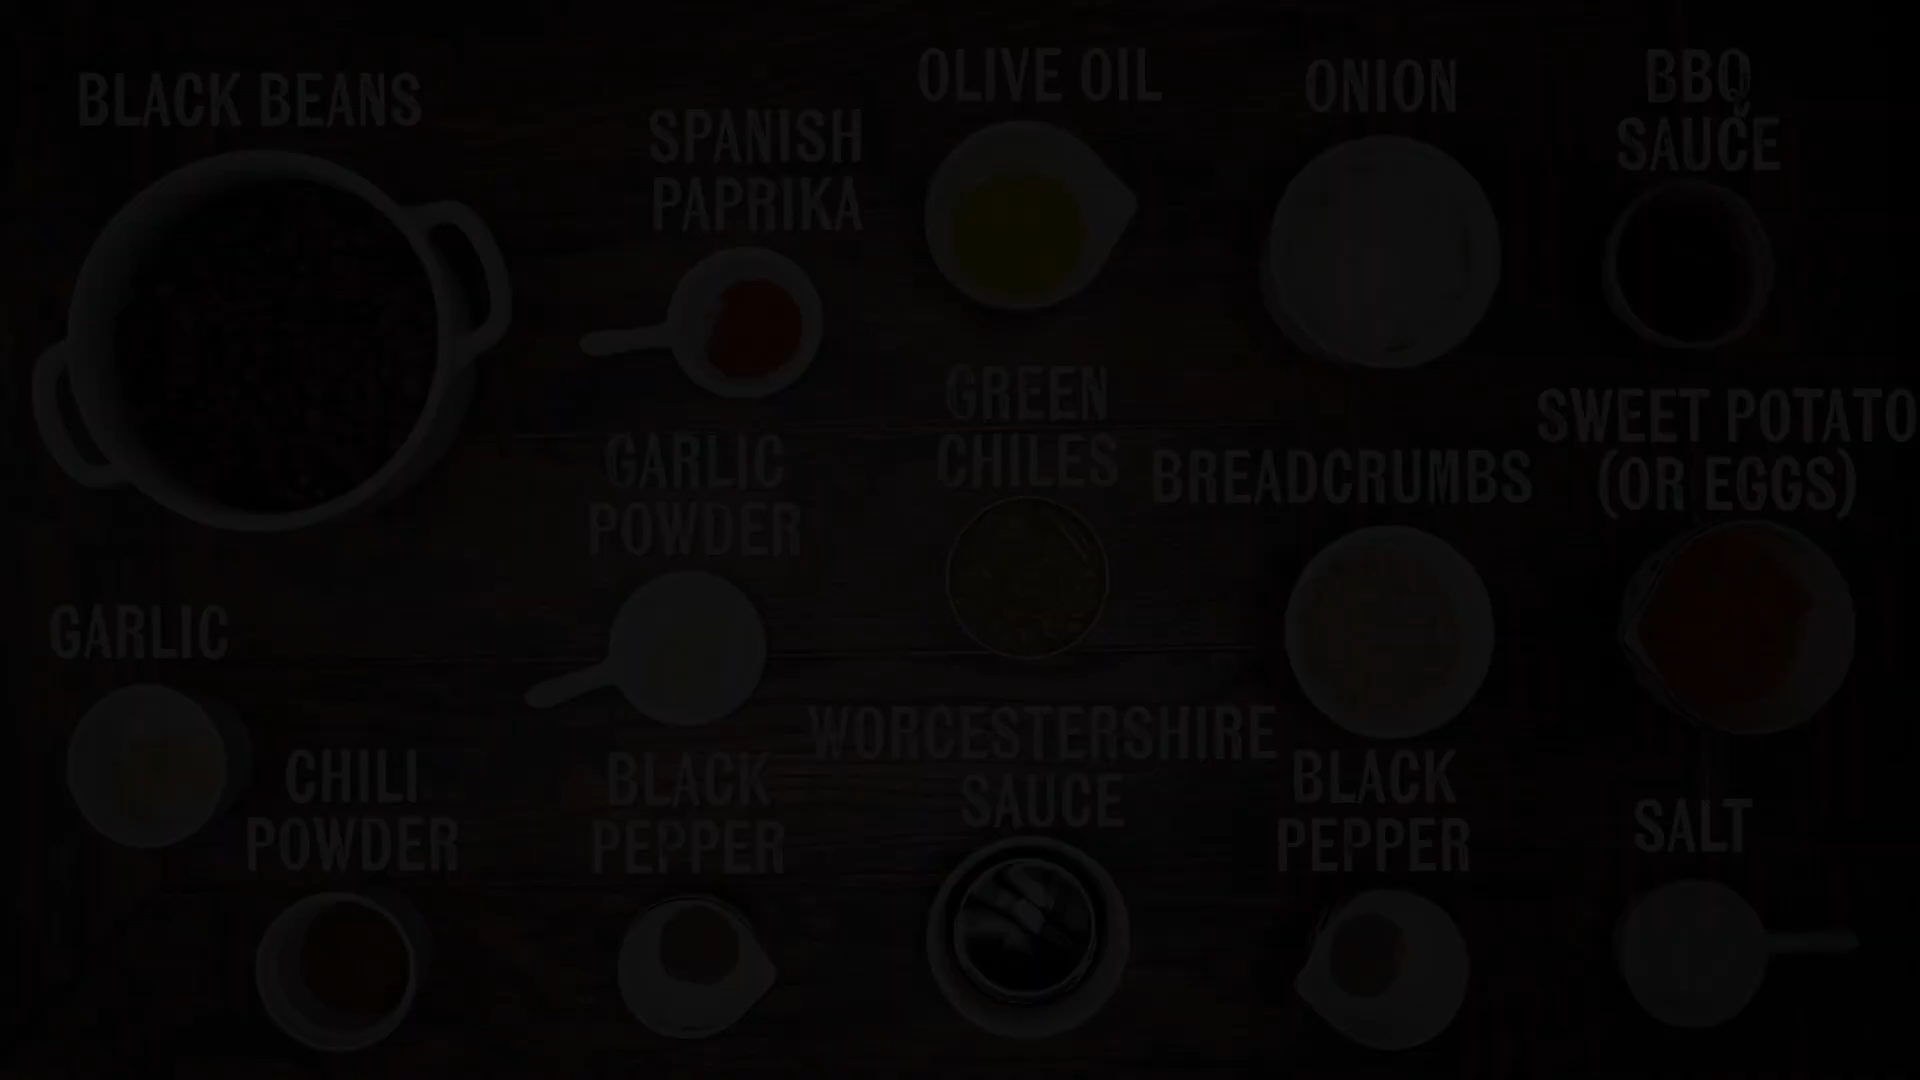 BLACK BEANS
SPANISH
PAPRIKA
OLIVE OIL
ONION
BBQ
SAUCE
GARLIC
POWDER
GREEN
CHILES
BREADCRUMBS
SWEET POTATO
(OR EGGS)
GARLIC
CHILI
POWDER
BLACK
PEPPER
WORCESTERSHIRE
SAUCE
BLACK
PEPPER
SALT